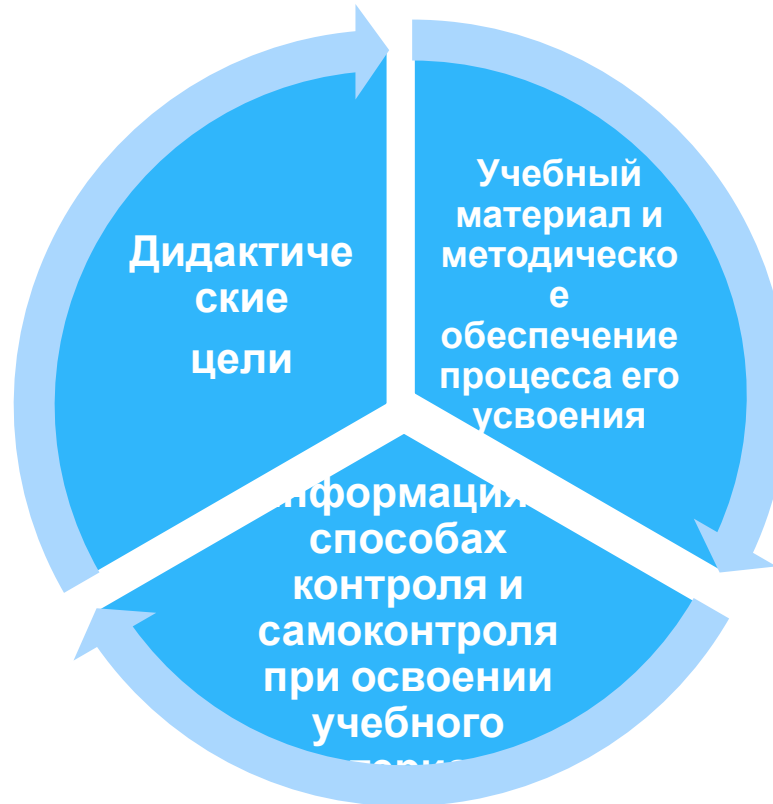 Дидактиче
ские
цели
Учебный
материал и
методическо
е
обеспечение
процесса его
усвоения
способах
контроля и
самоконтроля
при освоении
учебного